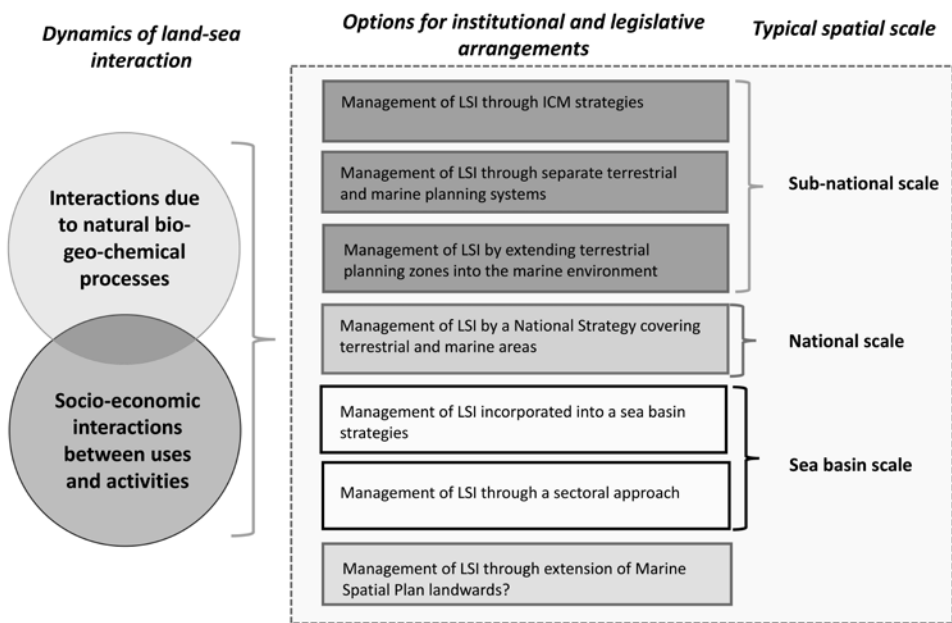 Dynamics of land-sea
interaction
Options for institutional and legislative
arrangements
Typical spatial scale
Interactions due
to natural bio-
geo-chemical
processes
Socio-economic
interactions
between uses
and activities
Management of LSI through ICM strategies
Management of LSI through separate terrestrial
and marine planning systems
Management of LSI by extending terrestrial
planning zones into the marine environment
Sub-national scale
Management of LSI by a National Strategy covering
terrestrial and marine areas
National scale
Management of LSI incorporated into a sea basin
strategies
Management of LSI through a sectoral approach
Sea basin scale
Management of LSI through extension of Marine
Spatial Plan landwards?